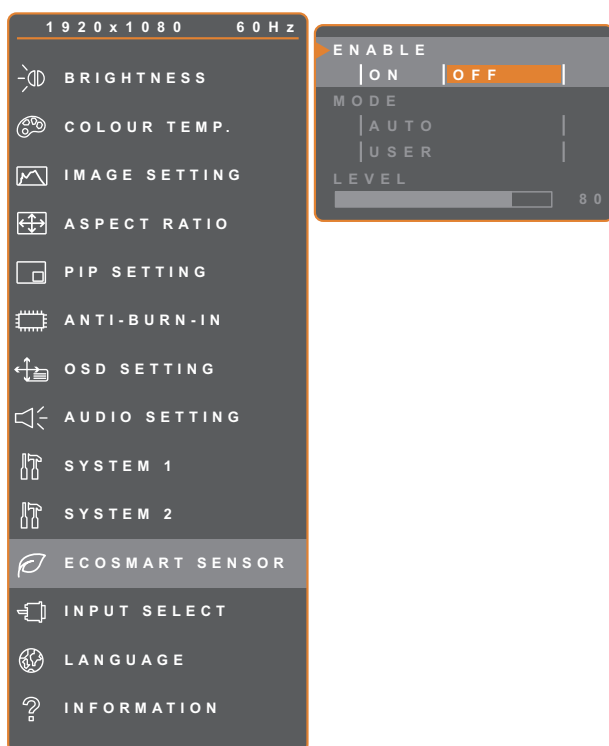 1920x1080 60Hz
BRIGHTNESS
COLOUR TEMP.
IMAGE SETTING
ASPECT RATIO
PIP SETTING
ANTI-BURN-IN
OSD SETTING
AUDIO SETTING
SYSTEM 1
SYSTEM 2
ECOSMART SENSOR
INPUT SELECT
LANGUAGE
INFORMATION
ENABLE
ON OFF
MODE
AUTO
USER
LEVEL
80